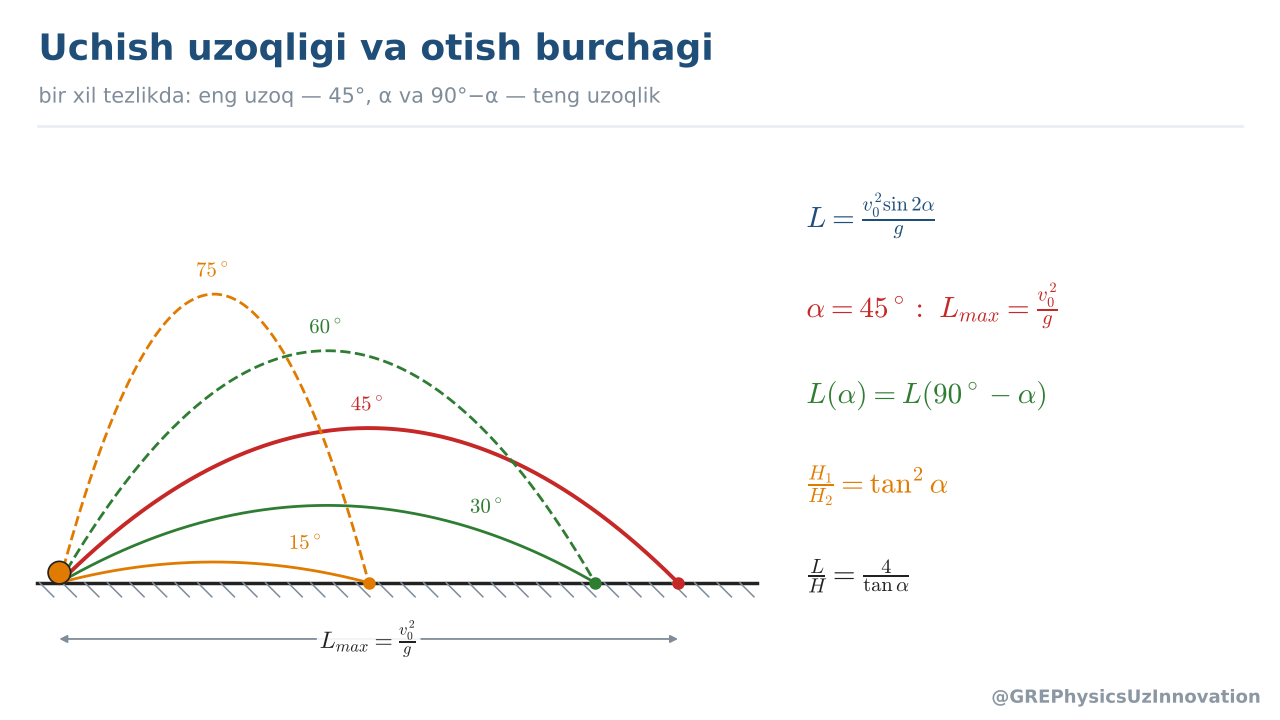 Uchish uzoqligi va otish burchagi
bir xil tezlikda: eng uzoq — 45°, α va 90°−α — teng uzoqlik
L = v₀² sin 2α / g
75°
α = 45° : Lmax = v₀² / g
60°
L(α) = L(90° − α)
45°
H₁ / H₂ = tan² α
30°
15°
L / H = 4 / tan α
Lmax = v₀² / g
@GREPhysicsUzInnovation